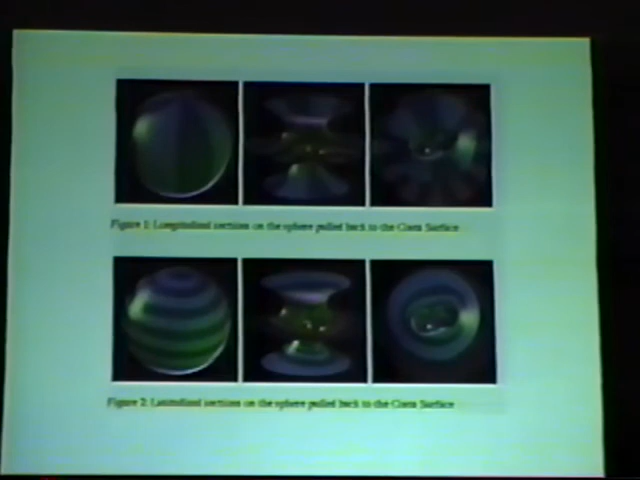 Figure 1: Longitudinal sections on the sphere pulled back to the Costa Surface
Figure 2: Latitudinal sections on the sphere pulled back to the Costa Surface